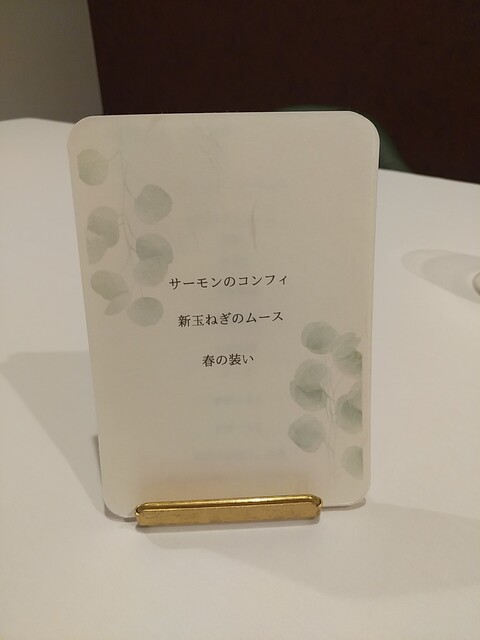 サーモンのコンフィ
新玉ねぎのムース
春の装い